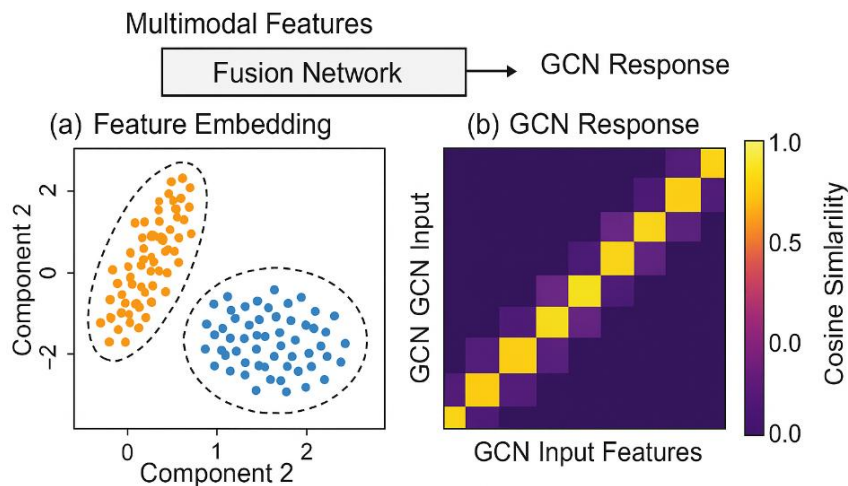 Multimodal Features
Fusion Network
GCN Response
(a) Feature Embedding
2
0
-2
Component 2
0
1
2
Component 2
(b) GCN Response
GCN GCN Input
GCN Input Features
1.0
0.5
0.0
0.0
Cosine Simlarility